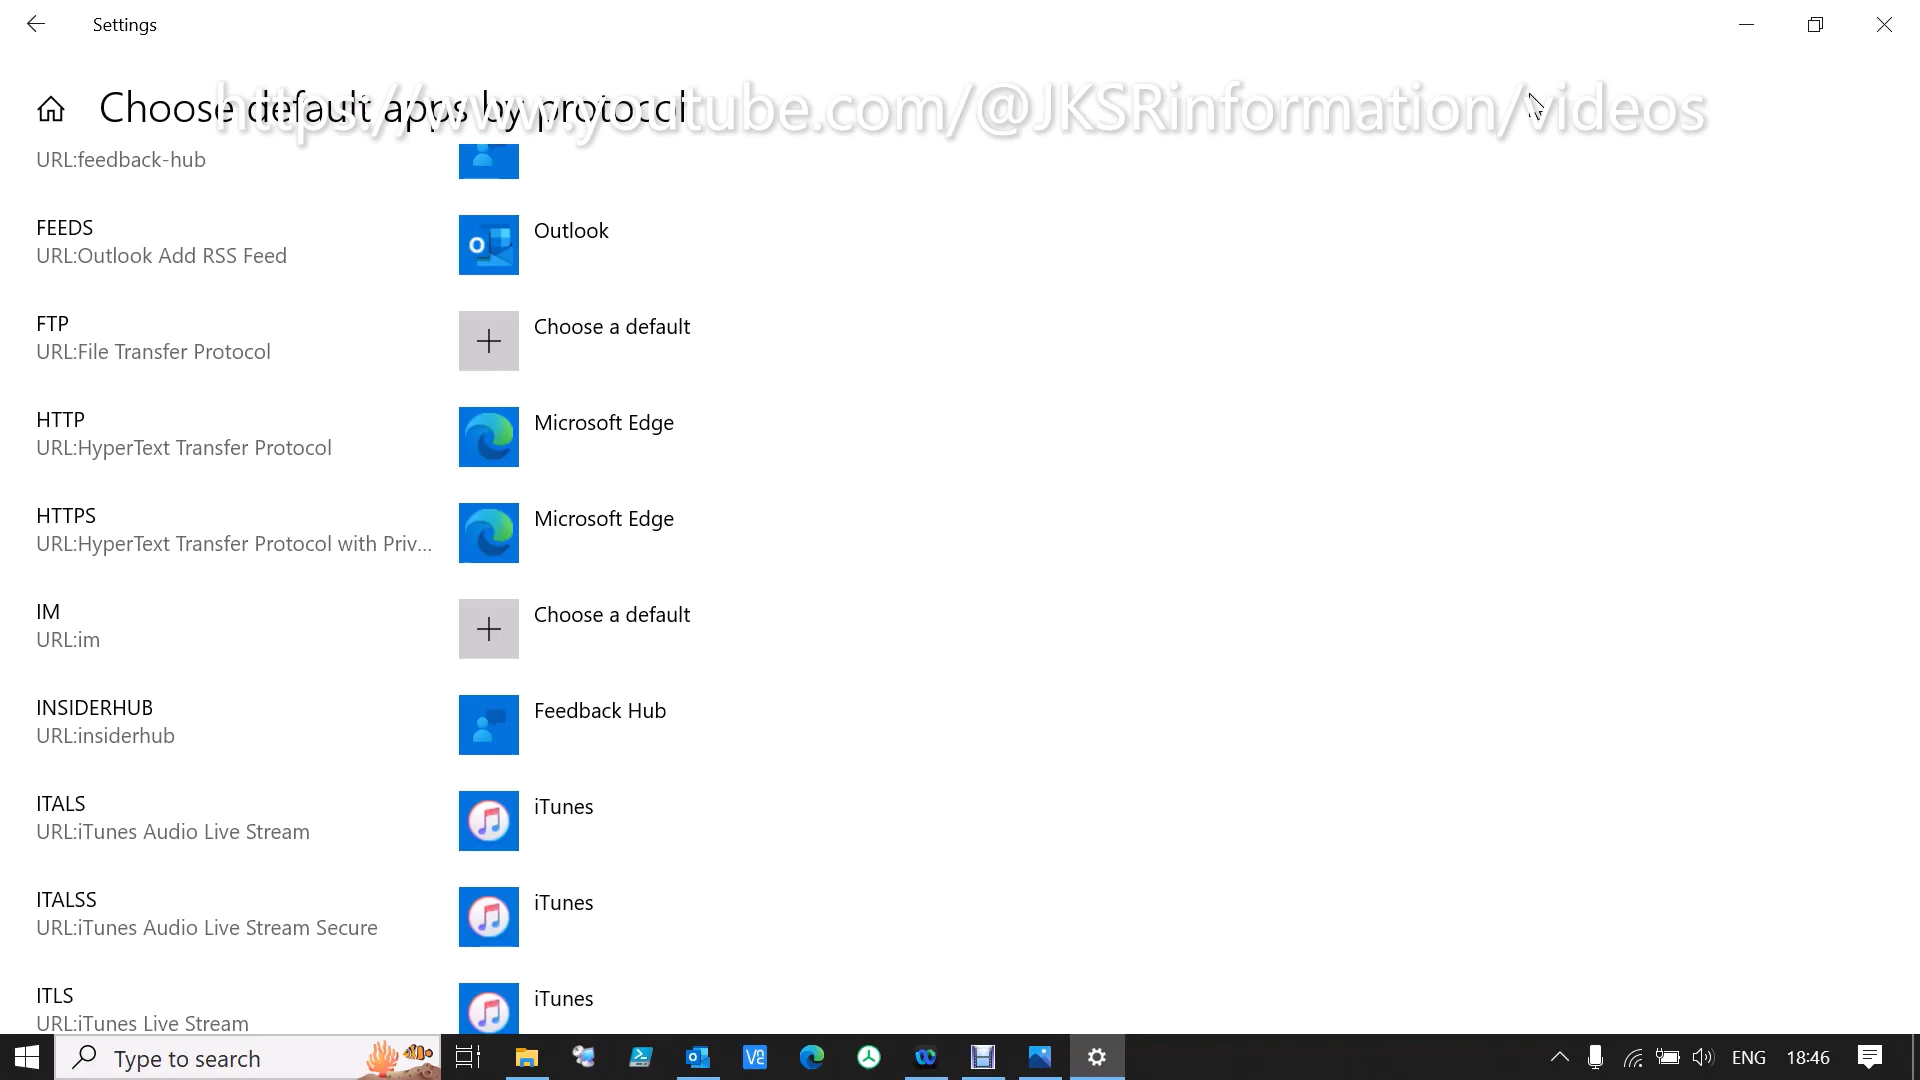 Settings
Choose default apps by protocol
https://www.youtube.com/@JKSRinformation/videos
URL:feedback-hub
FEEDS
URL:Outlook Add RSS Feed
Outlook
FTP
URL:File Transfer Protocol
Choose a default
HTTP
URL:HyperText Transfer Protocol
Microsoft Edge
HTTPS
URL:HyperText Transfer Protocol with Priv...
Microsoft Edge
IM
URL:im
Choose a default
INSIDERHUB
URL:insiderhub
Feedback Hub
ITALS
URL:iTunes Audio Live Stream
iTunes
ITALSS
URL:iTunes Audio Live Stream Secure
iTunes
ITLS
URL:iTunes Live Stream
iTunes
Type to search
ENG
18:46